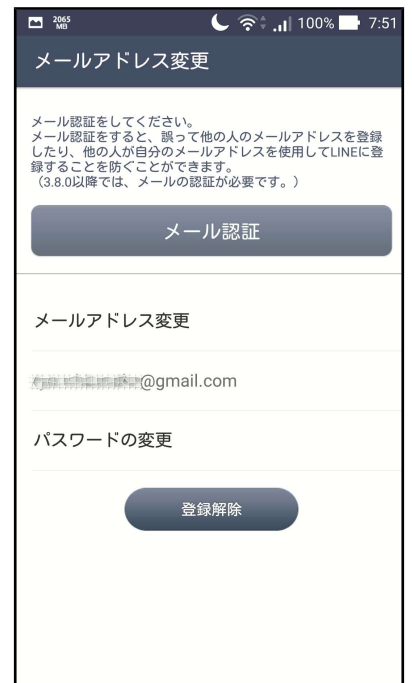 2065
MB
100%
7:51
メールアドレス変更
メール認証をしてください。
メール認証をすると、誤って他の人のメールアドレスを登録
したり、他の人が自分のメールアドレスを使用してLINEに登
録することを防ぐことができます。
（3.8.0以降では、メールの認証が必要です。）
メール認証
メールアドレス変更
@gmail.com
パスワードの変更
登録解除